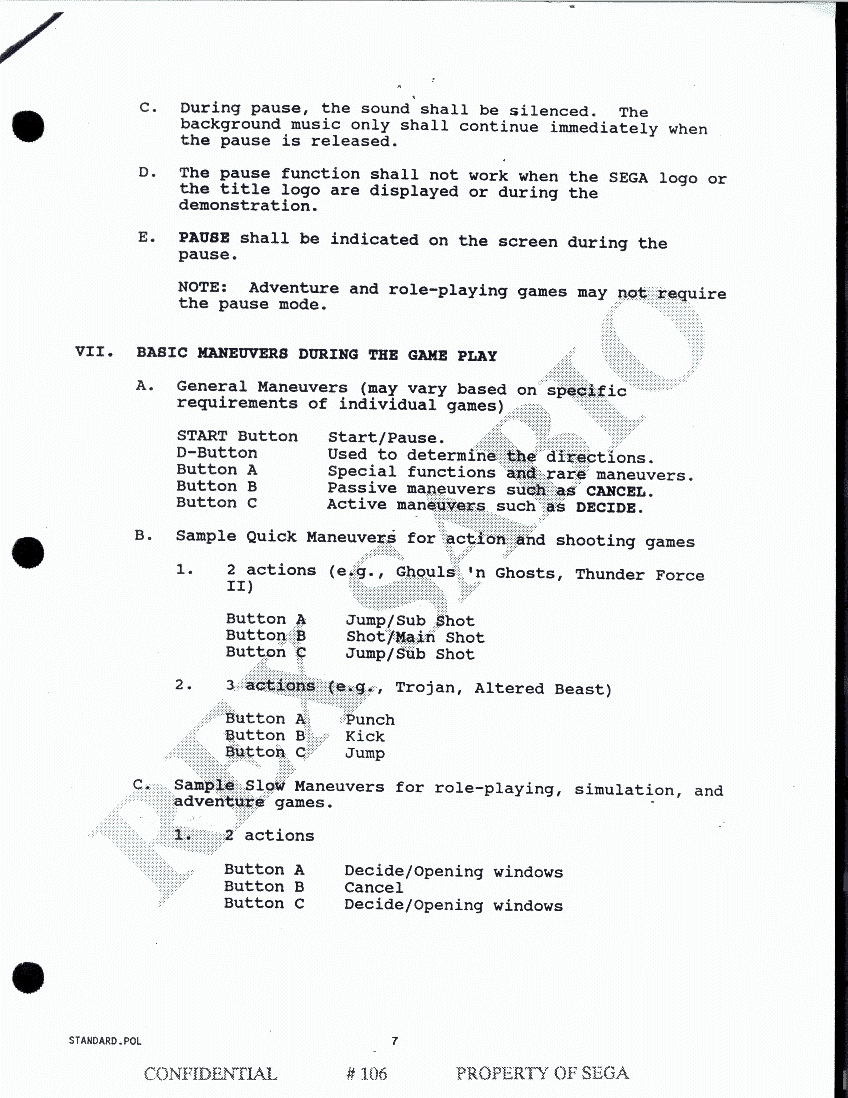 C. During pause, the sound shall be silenced. The
background music only shall continue immediately when
the pause is released.
D. The pause function shall not work when the SEGA logo or
the title logo are displayed or during the
demonstration.
E. PAUSE shall be indicated on the screen during the
pause.
NOTE: Adventure and role-playing games may not require
the pause mode.
VII. BASIC MANEUVERS DURING THE GAME PLAY
A. General Maneuvers (may vary based on specific
requirements of individual games)
START Button Start/Pause.
D-Button Used to determine the directions.
Button A Special functions and rare maneuvers.
Button B Passive maneuvers such as CANCEL.
Button C Active maneuvers such as DECIDE.
B. Sample Quick Maneuvers for action and shooting games
1. 2 actions (e.g., Ghouls 'n Ghosts, Thunder Force
II)
Button A Jump/Sub Shot
Button B Shot/Main Shot
Button C Jump/Sub Shot
2. 3 actions (e.g., Trojan, Altered Beast)
Button A Punch
Button B Kick
Button C Jump
C. Sample Slow Maneuvers for role-playing, simulation, and
adventure games.
1. 2 actions
Button A Decide/Opening windows
Button B Cancel
Button C Decide/Opening windows
STANDARD.POL 7
CONFIDENTIAL # 106 PROPERTY OF SEGA
REX SABIO